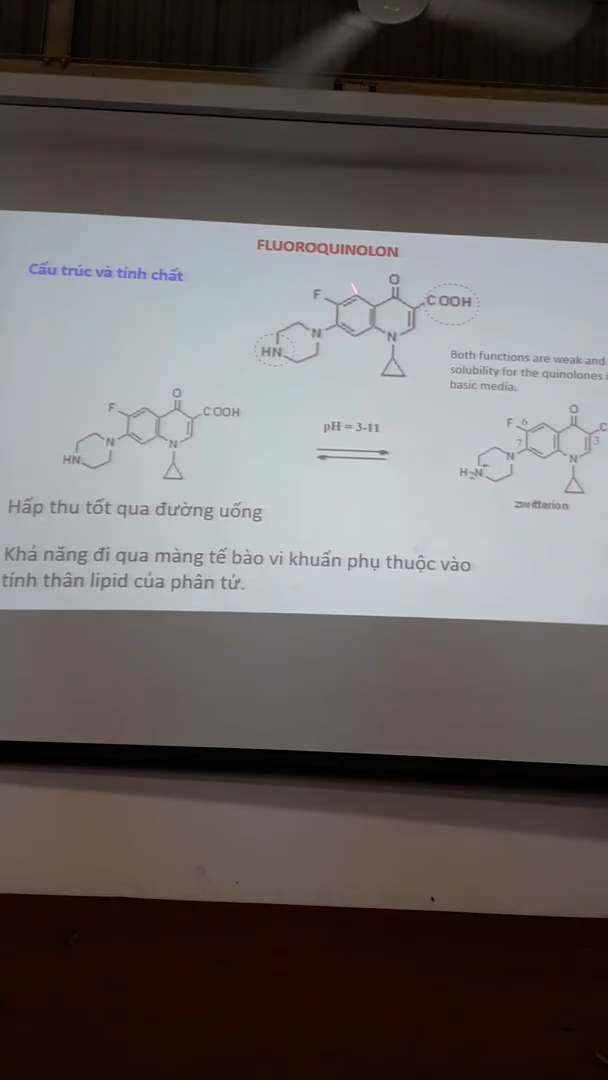 FLUOROQUINOLON
Cấu trúc và tính chất
O
F
COOH
N
HN
N
Both functions are weak and
solubility for the quinolones
basic media.
O
F
COOH
N
HN
N
pH = 3-11
O
F 6
C
7
3
N
H₂N
+
N
zwitterion
Hấp thu tốt qua đường uống
Khả năng đi qua màng tế bào vi khuẩn phụ thuộc vào
tính thân lipid của phân tử.